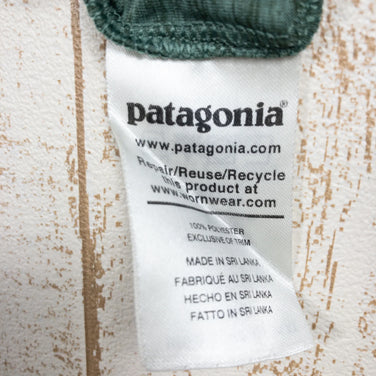 patagonia®
www.patagonia.com
Repair/Reuse/Recycle
this product at
www.wornwear.com
100% POLYESTER
EXCLUSIVE OF TRIM
MADE IN SRI LANKA
FABRIQUÉ AU SRI LANKA
HECHO EN SRI LANKA
FATTO IN SRI LANKA